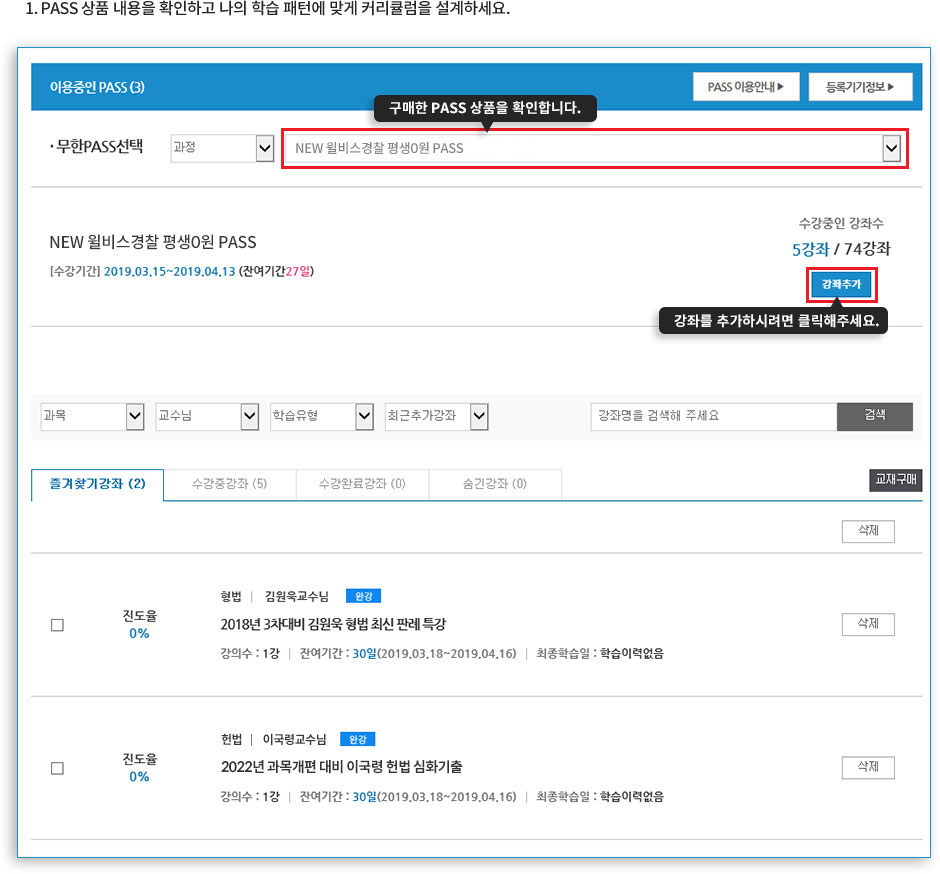 1. PASS 상품 내용을 확인하고 나의 학습 패턴에 맞게 커리큘럼을 설계하세요.
이용중인 PASS (3)
PASS 이용안내 ▶
등록기기정보 ▶
구매한 PASS 상품을 확인합니다.
· 무한PASS선택
과정
NEW 윌비스경찰 평생0원 PASS
NEW 윌비스경찰 평생0원 PASS
[수강기간] 2019.03.15~2019.04.13 (잔여기간27일)
수강중인 강좌수
5강좌 / 74강좌
강좌추가
강좌를 추가하시려면 클릭해주세요.
과목
교수님
학습유형
최근추가강좌
강좌명을 검색해 주세요
검색
즐겨찾기강좌 (2)
수강중강좌 (5)
수강완료강좌 (0)
숨긴강좌 (0)
교재구매
삭제
진도율
0%
형법 | 김원욱교수님 완강
2018년 3차대비 김원욱 형법 최신 판례 특강
강의수 : 1강 | 잔여기간 : 30일(2019.03.18~2019.04.16) | 최종학습일 : 학습이력없음
삭제
진도율
0%
헌법 | 이국령교수님 완강
2022년 과목개편 대비 이국령 헌법 심화기출
강의수 : 1강 | 잔여기간 : 30일(2019.03.18~2019.04.16) | 최종학습일 : 학습이력없음
삭제